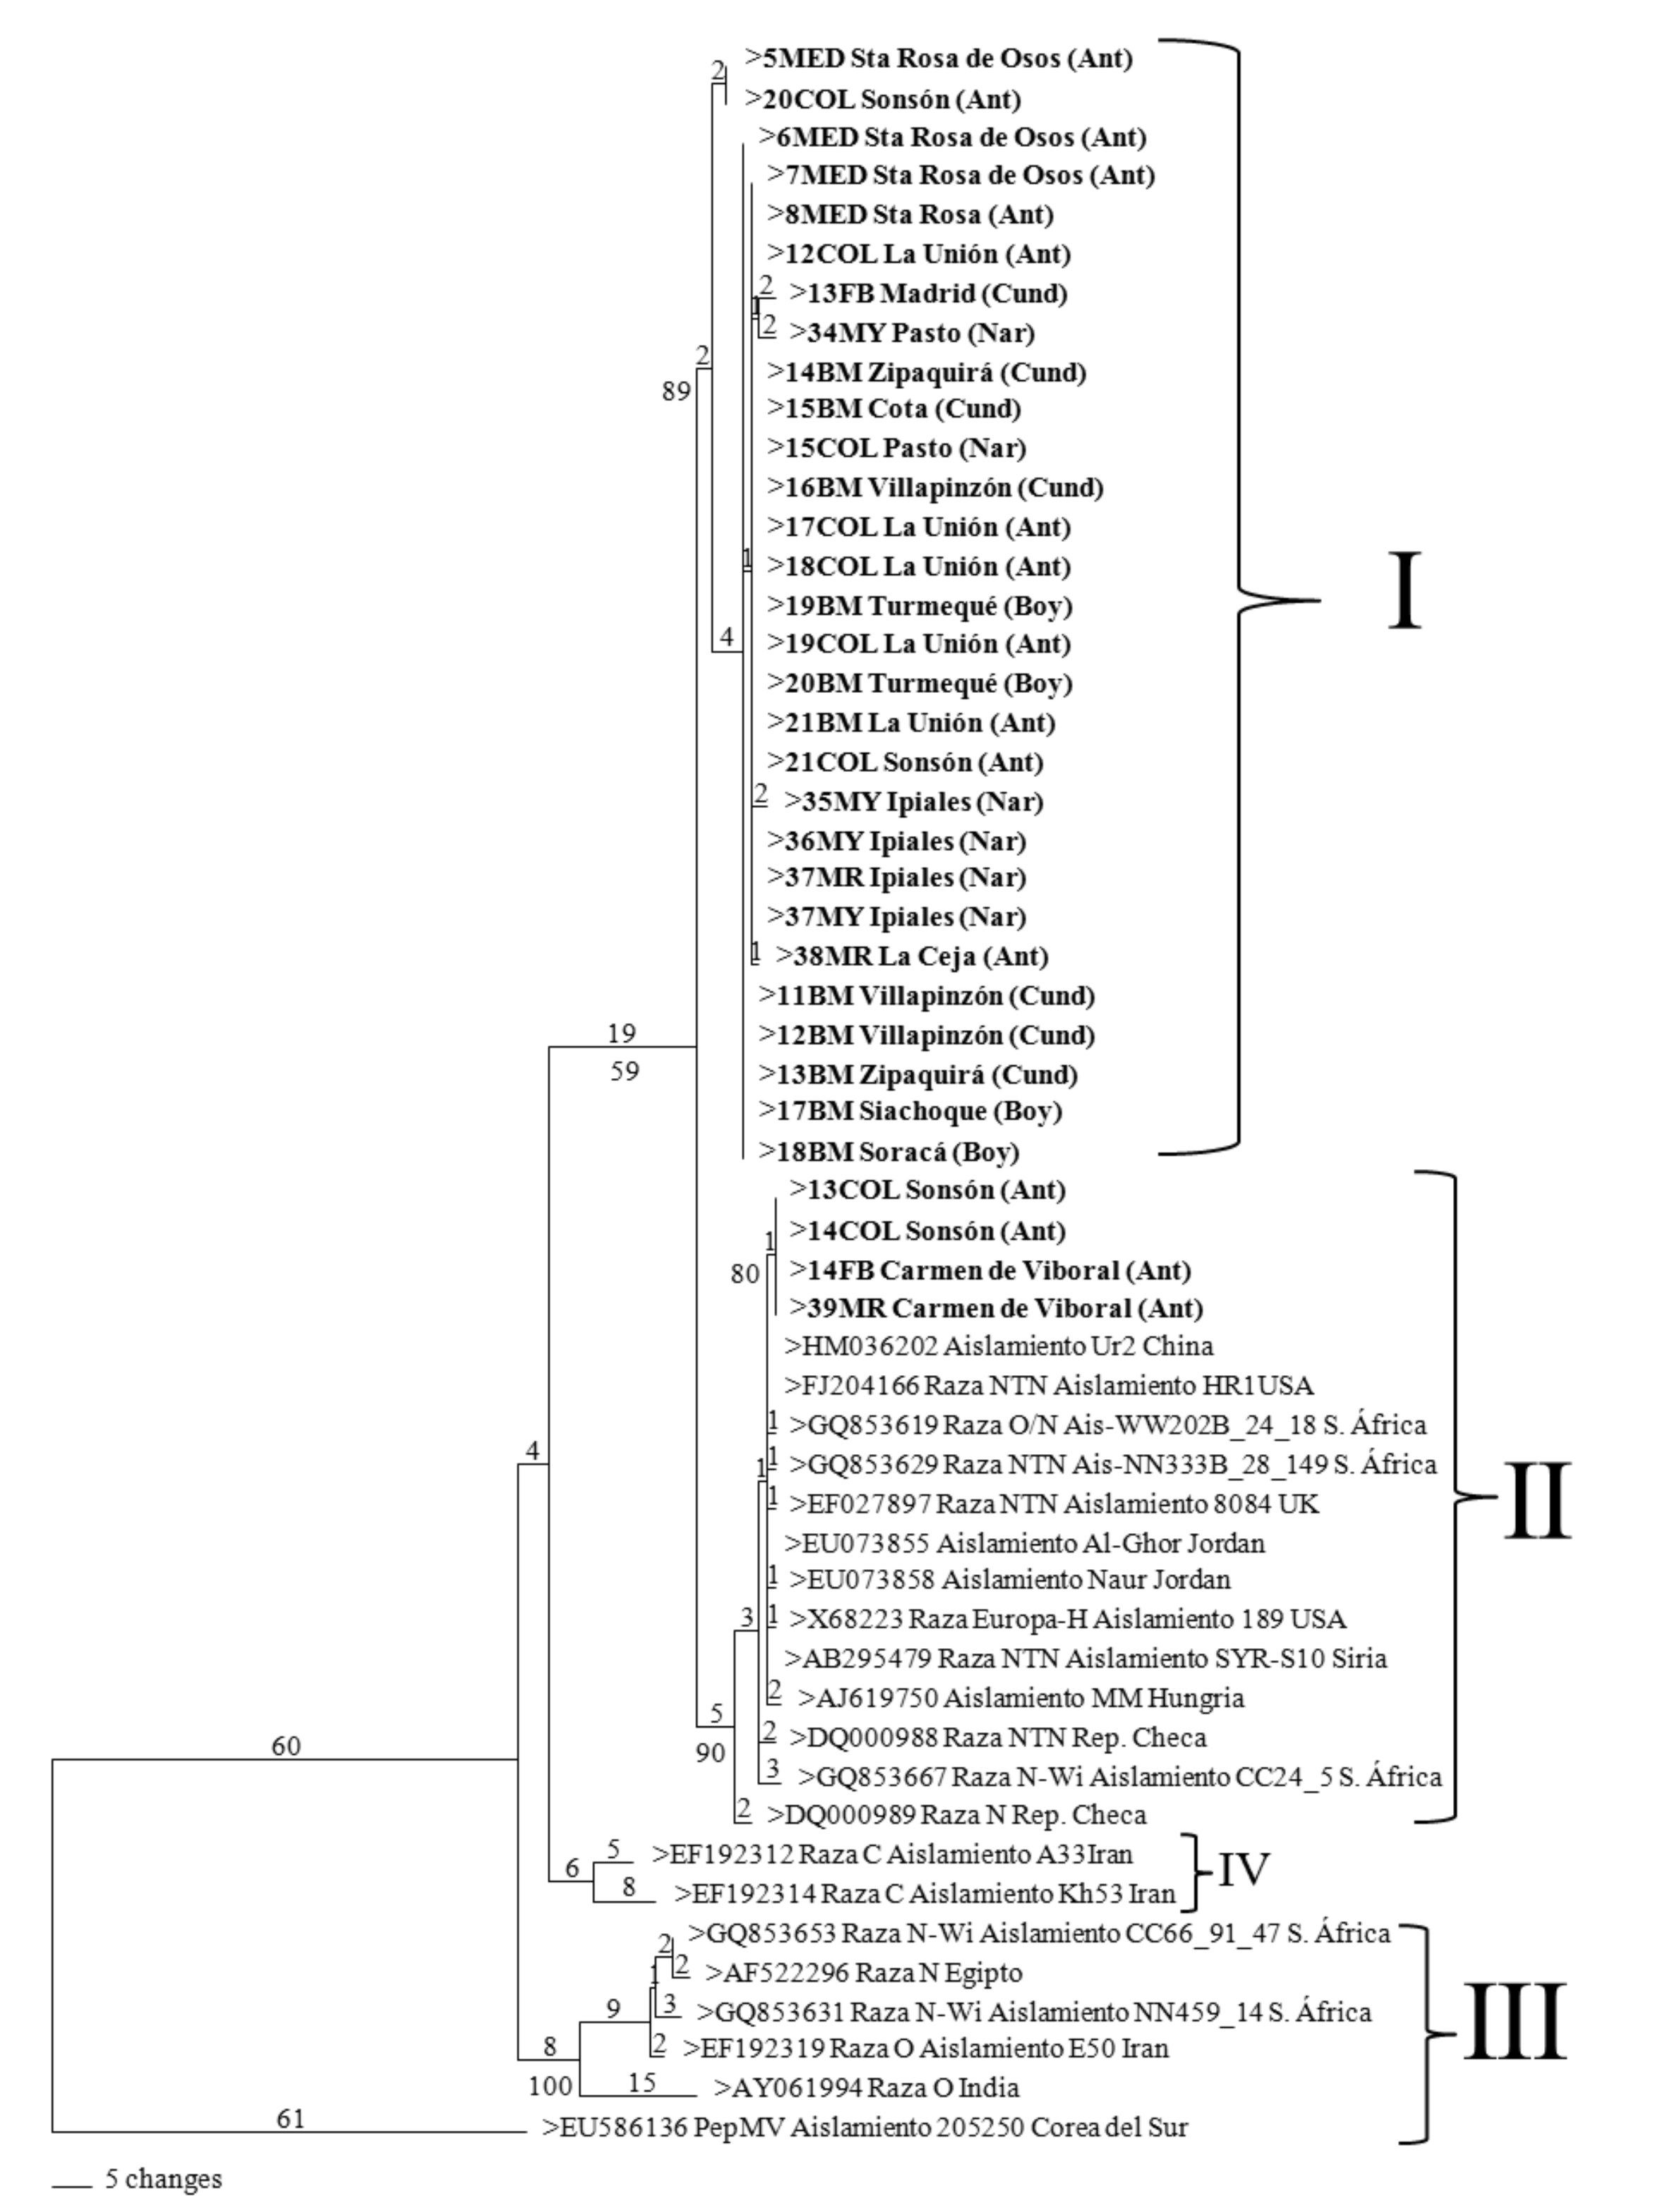 2
>5MED Sta Rosa de Osos (Ant)
>20COL Sonsón (Ant)
>6MED Sta Rosa de Osos (Ant)
>7MED Sta Rosa de Osos (Ant)
>8MED Sta Rosa (Ant)
>12COL La Unión (Ant)
2 >13FB Madrid (Cund)
1
2 >34MY Pasto (Nar)
2
>14BM Zipaquirá (Cund)
89
>15BM Cota (Cund)
>15COL Pasto (Nar)
>16BM Villapinzón (Cund)
>17COL La Unión (Ant)
1
>18COL La Unión (Ant)
I
>19BM Turmequé (Boy)
4
>19COL La Unión (Ant)
>20BM Turmequé (Boy)
>21BM La Unión (Ant)
>21COL Sonsón (Ant)
2 >35MY Ipiales (Nar)
>36MY Ipiales (Nar)
>37MR Ipiales (Nar)
>37MY Ipiales (Nar)
1 >38MR La Ceja (Ant)
>11BM Villapinzón (Cund)
19
>12BM Villapinzón (Cund)
59
>13BM Zipaquirá (Cund)
>17BM Siachoque (Boy)
>18BM Soracá (Boy)
>13COL Sonsón (Ant)
>14COL Sonsón (Ant)
1
80
>14FB Carmen de Viboral (Ant)
>39MR Carmen de Viboral (Ant)
>HM036202 Aislamiento Ur2 China
>FJ204166 Raza NTN Aislamiento HR1USA
1 >GQ853619 Raza O/N Ais-WW202B_24_18 S. África
4
1 >GQ853629 Raza NTN Ais-NN333B_28_149 S. África
1
1 >EF027897 Raza NTN Aislamiento 8084 UK
II
>EU073855 Aislamiento Al-Ghor Jordan
1 >EU073858 Aislamiento Naur Jordan
3
1 >X68223 Raza Europa-H Aislamiento 189 USA
>AB295479 Raza NTN Aislamiento SYR-S10 Siria
2 >AJ619750 Aislamiento MM Hungria
5
2 >DQ000988 Raza NTN Rep. Checa
60
90
3 >GQ853667 Raza N-Wi Aislamiento CC24_5 S. África
2 >DQ000989 Raza N Rep. Checa
5 >EF192312 Raza C Aislamiento A33Iran
6
IV
8 >EF192314 Raza C Aislamiento Kh53 Iran
>GQ853653 Raza N-Wi Aislamiento CC66_91_47 S. África
2
2 >AF522296 Raza N Egipto
1
9
3 >GQ853631 Raza N-Wi Aislamiento NN459_14 S. África
III
2 >EF192319 Raza O Aislamiento E50 Iran
8
100
15 >AY061994 Raza O India
61 >EU586136 PepMV Aislamiento 205250 Corea del Sur
5 changes